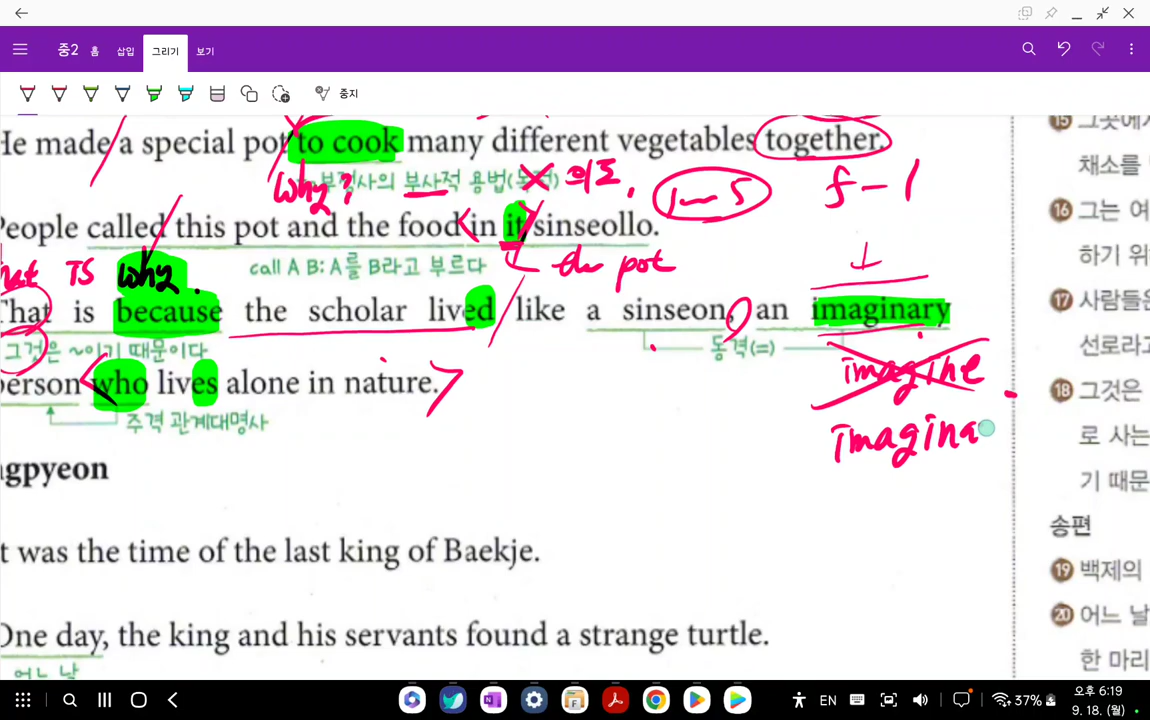 중2 홈 삽입 그리기 보기
중지
He made a special pot to cook many different vegetables together.
why? 부정사의 부사적 용법(목적) X 의도. 1-5 f-1
People called this pot and the food in it sinseollo.
That is why. call A B: A를 B라고 부르다 the pot
That is because the scholar lived like a sinseon, an imaginary
그것은 ~이기 때문이다 동격(=) imagine
person who lives alone in nature.
주격 관계대명사 imagina
ngpyeon
t was the time of the last king of Baekje.
One day, the king and his servants found a strange turtle.
어느 날
15 그곳에서
채소를
16 그는 여
하기 위
17 사람들은
선로라고
18 그것은
로 사는
기 때문
송편
19 백제의
20 어느 날
한 마리
EN 37% 오후 6:19
9. 18. (월)